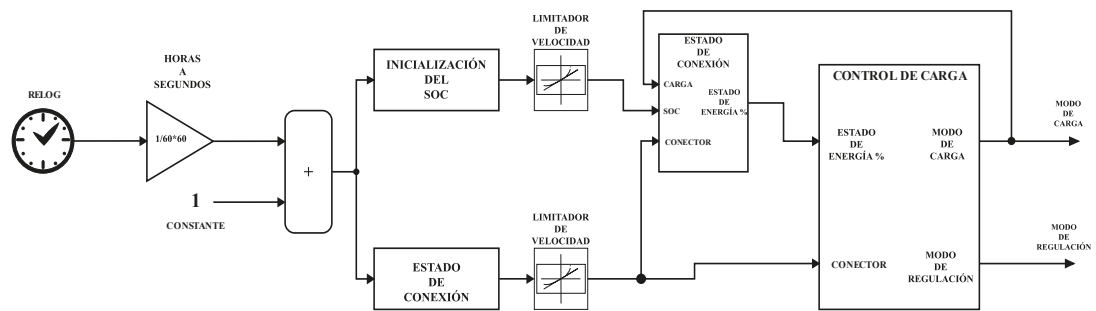 RELOG
HORAS
A
SEGUNDOS
1/60*60
1
CONSTANTE
+
INICIALIZACIÓN
DEL
SOC
LIMITADOR
DE
VELOCIDAD
ESTADO
DE
CONEXIÓN
LIMITADOR
DE
VELOCIDAD
ESTADO
DE
CONEXIÓN
CARGA
SOC
CONECTOR
ESTADO
DE
ENERGÍA %
CONTROL DE CARGA
ESTADO
DE
ENERGÍA %
MODO
DE
CARGA
CONECTOR
MODO
DE
REGULACIÓN
MODO
DE
CARGA
MODO
DE
REGULACIÓN